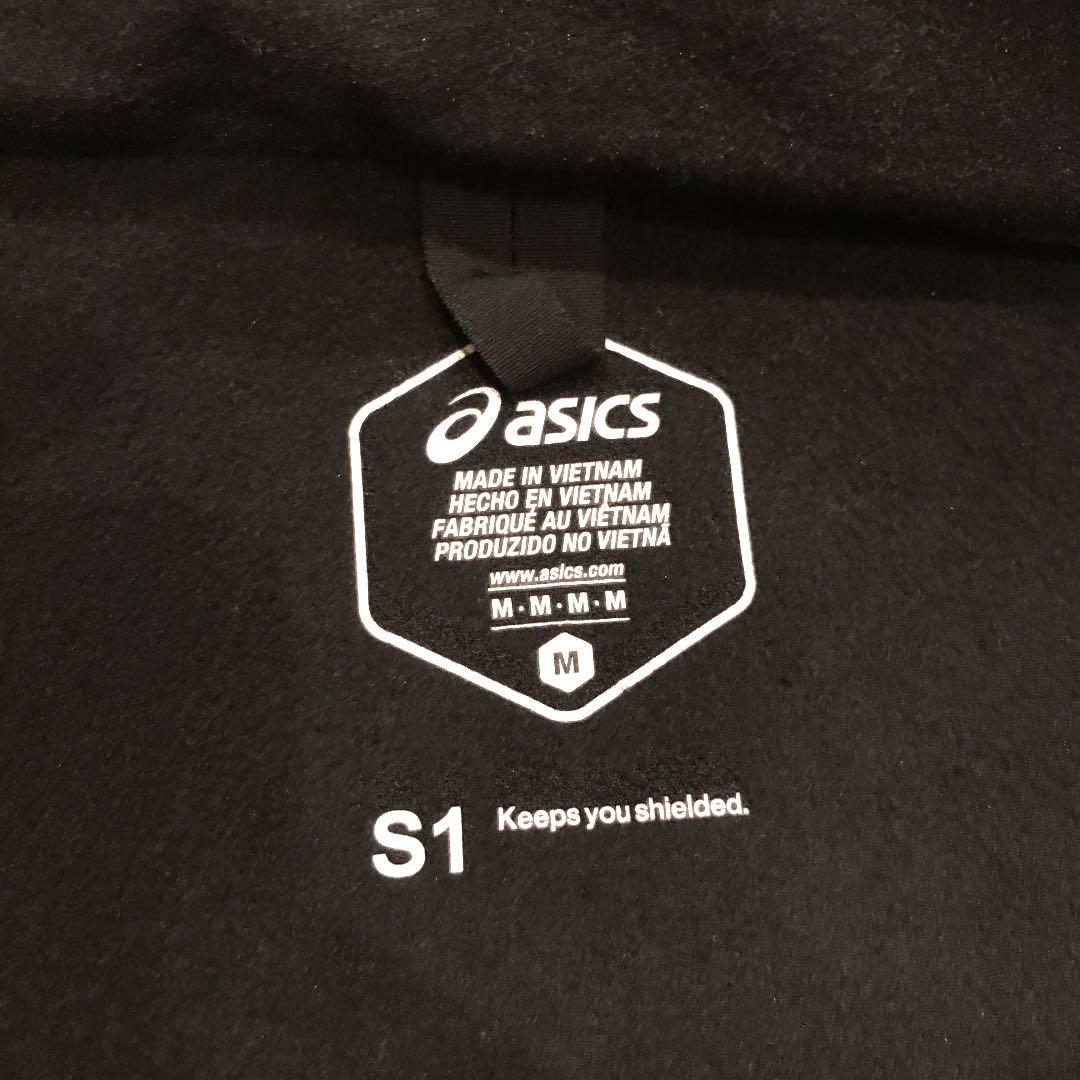 asics
MADE IN VIETNAM
HECHO EN VIETNAM
FABRIQUÉ AU VIÊTNAM
PRODUZIDO NO VIETNÃ
www.asics.com
M·M·M·M
M
S1 Keeps you shielded.